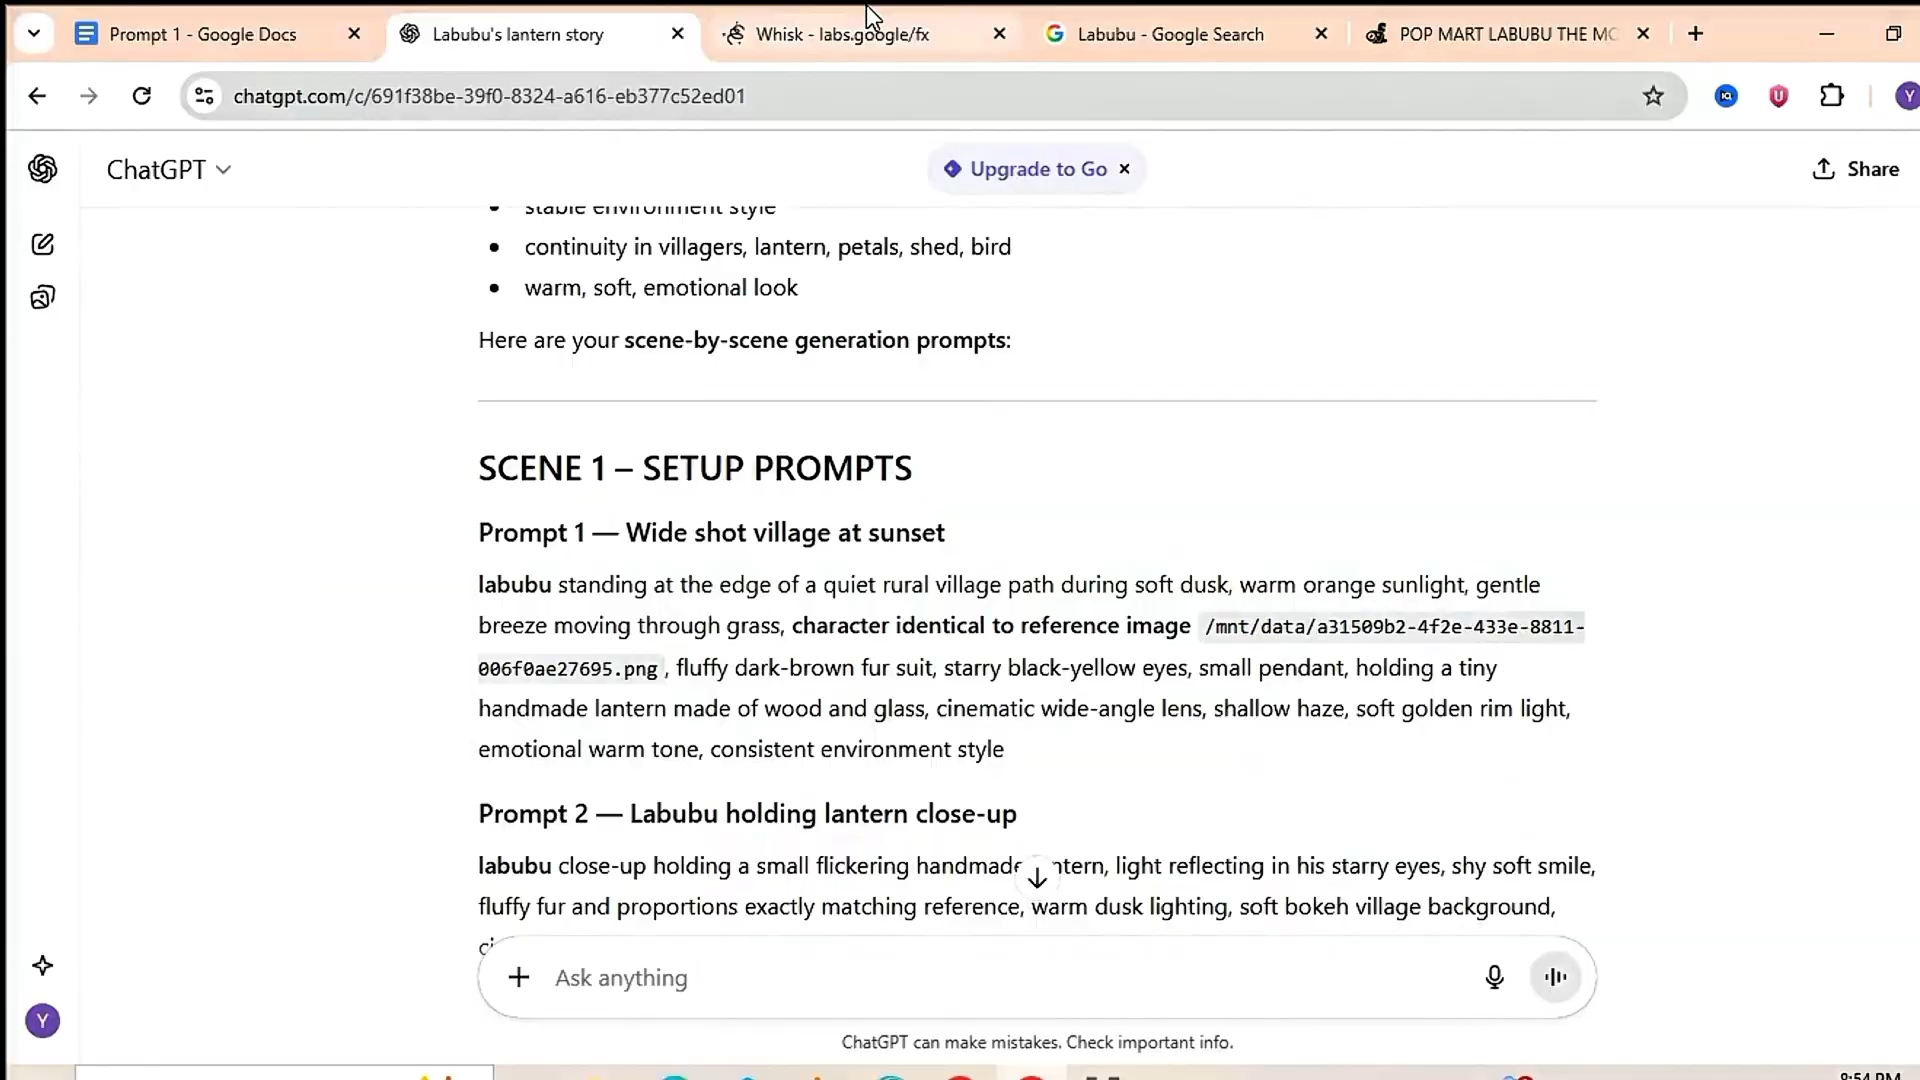 Prompt 1 - Google Docs
Labubu's lantern story
Whisk - labs.google/fx
Labubu - Google Search
POP MART LABUBU THE MO
chatgpt.com/c/691f38be-39f0-8324-a616-eb377c52ed01
Y
ChatGPT
Upgrade to Go
Share
stable environment style
continuity in villagers, lantern, petals, shed, bird
warm, soft, emotional look
Here are your scene-by-scene generation prompts:
SCENE 1 – SETUP PROMPTS
Prompt 1 — Wide shot village at sunset
labubu standing at the edge of a quiet rural village path during soft dusk, warm orange sunlight, gentle
breeze moving through grass, character identical to reference image /mnt/data/a31509b2-4f2e-433e-8811-
006f0ae27695.png, fluffy dark-brown fur suit, starry black-yellow eyes, small pendant, holding a tiny
handmade lantern made of wood and glass, cinematic wide-angle lens, shallow haze, soft golden rim light,
emotional warm tone, consistent environment style
Prompt 2 — Labubu holding lantern close-up
labubu close-up holding a small flickering handmade lantern, light reflecting in his starry eyes, shy soft smile,
fluffy fur and proportions exactly matching reference, warm dusk lighting, soft bokeh village background,
Ask anything
Y
ChatGPT can make mistakes. Check important info.
8:54 PM